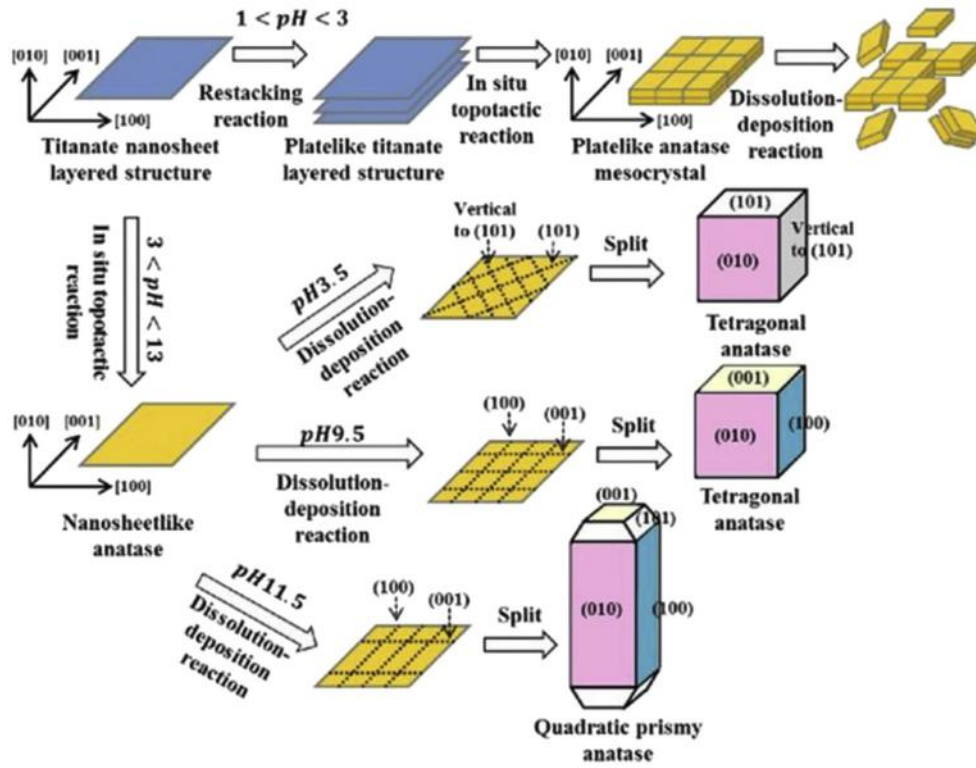 1 < pH < 3
[010]
[001]
[100]
Restacking
reaction
In situ
topotactic
reaction
[010]
[001]
[100]
Dissolution-
deposition
reaction
Titanate nanosheet
layered structure
Platelike titanate
layered structure
Platelike anatase
mesocrystal
3 < pH < 13
In situ topotactic
reaction
pH3.5
Dissolution-
deposition
reaction
Vertical
to (101)
(101)
Split
(101)
(010)
Vertical
to (101)
Tetragonal
anatase
[010]
[001]
[100]
Nanosheetlike
anatase
pH9.5
Dissolution-
deposition
reaction
(100)
(001)
Split
(001)
(010)
(100)
Tetragonal
anatase
pH11.5
Dissolution-
deposition
reaction
(100)
(001)
Split
(001)
(101)
(010)
(100)
Quadratic prismy
anatase